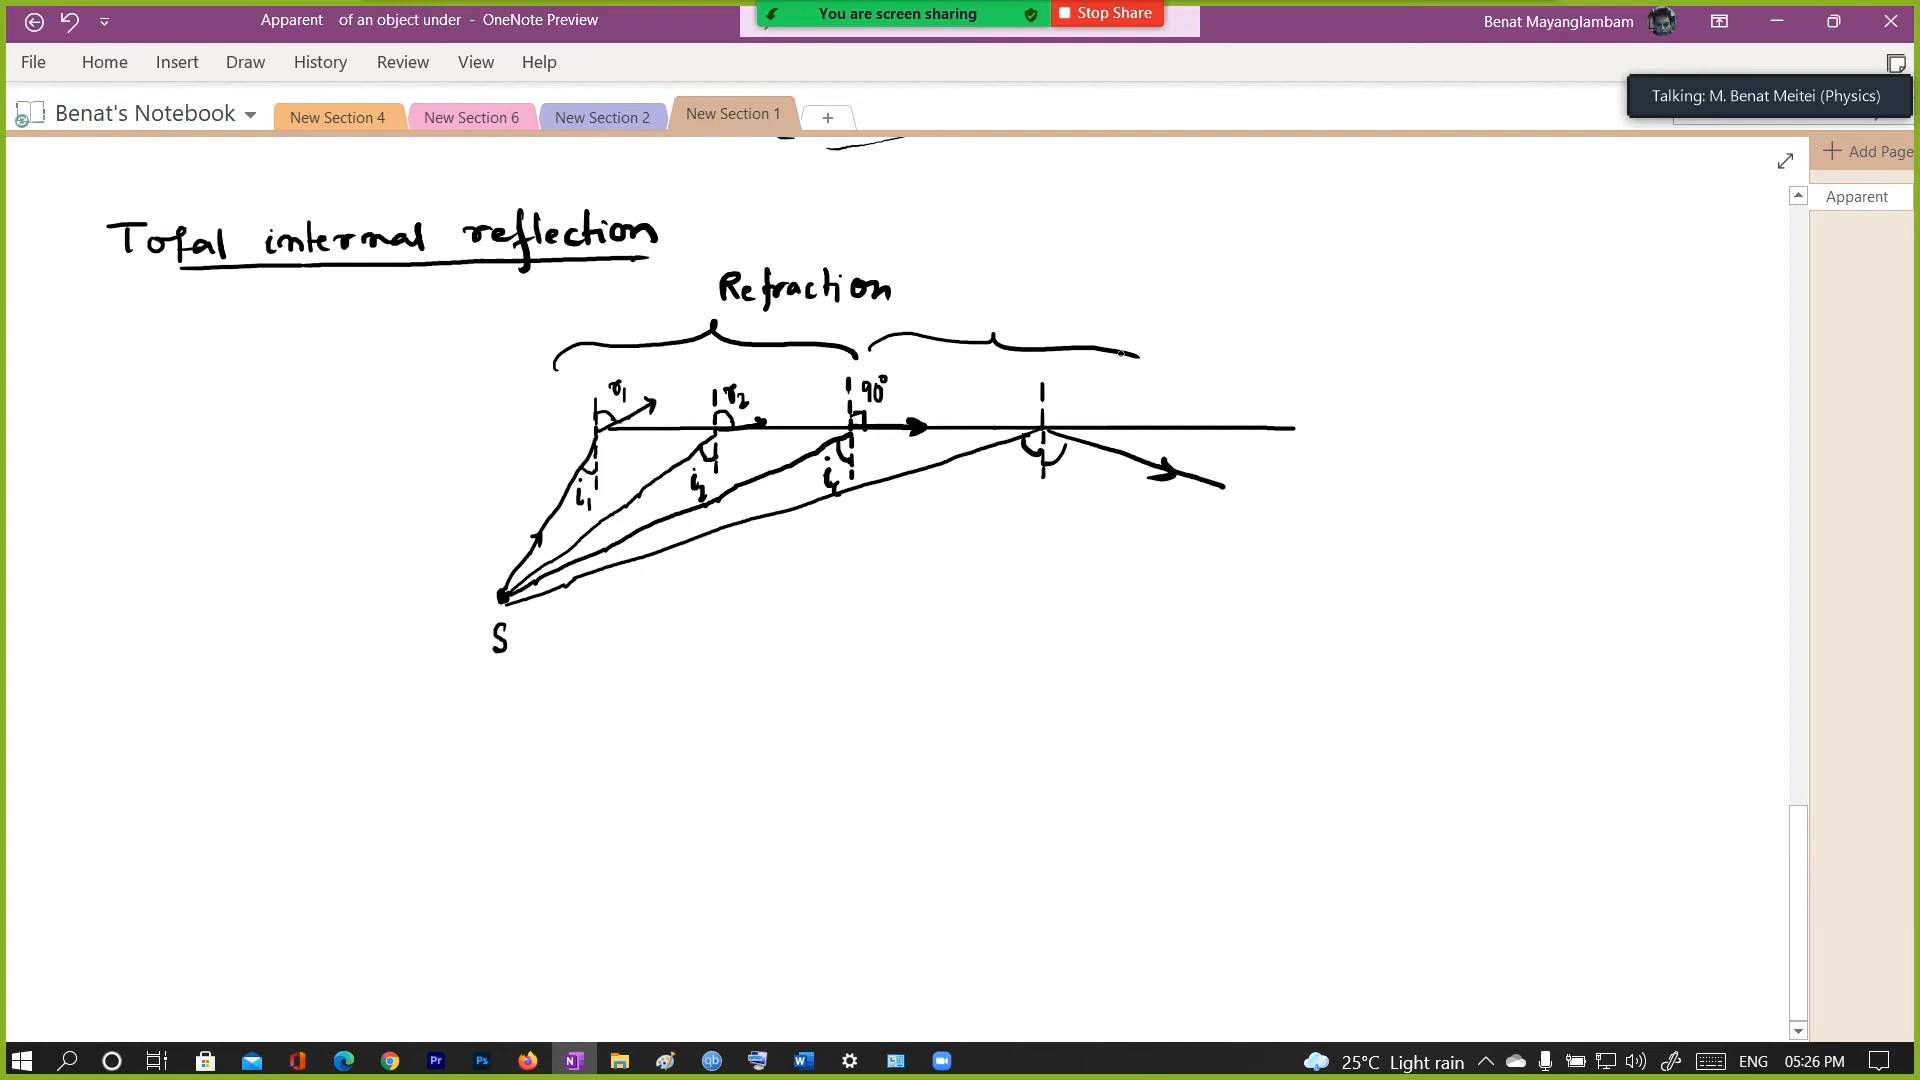 Apparent of an object under - OneNote Preview
You are screen sharing
Stop Share
Benat Mayanglambam
File Home Insert Draw History Review View Help
Talking: M. Benat Meitei (Physics)
Benat's Notebook
New Section 4
New Section 6
New Section 2
New Section 1
+
Add Page
Apparent
Total internal reflection
Refraction
r1 r2 90°
i1 i2 ic
S
25°C Light rain
ENG
05:26 PM